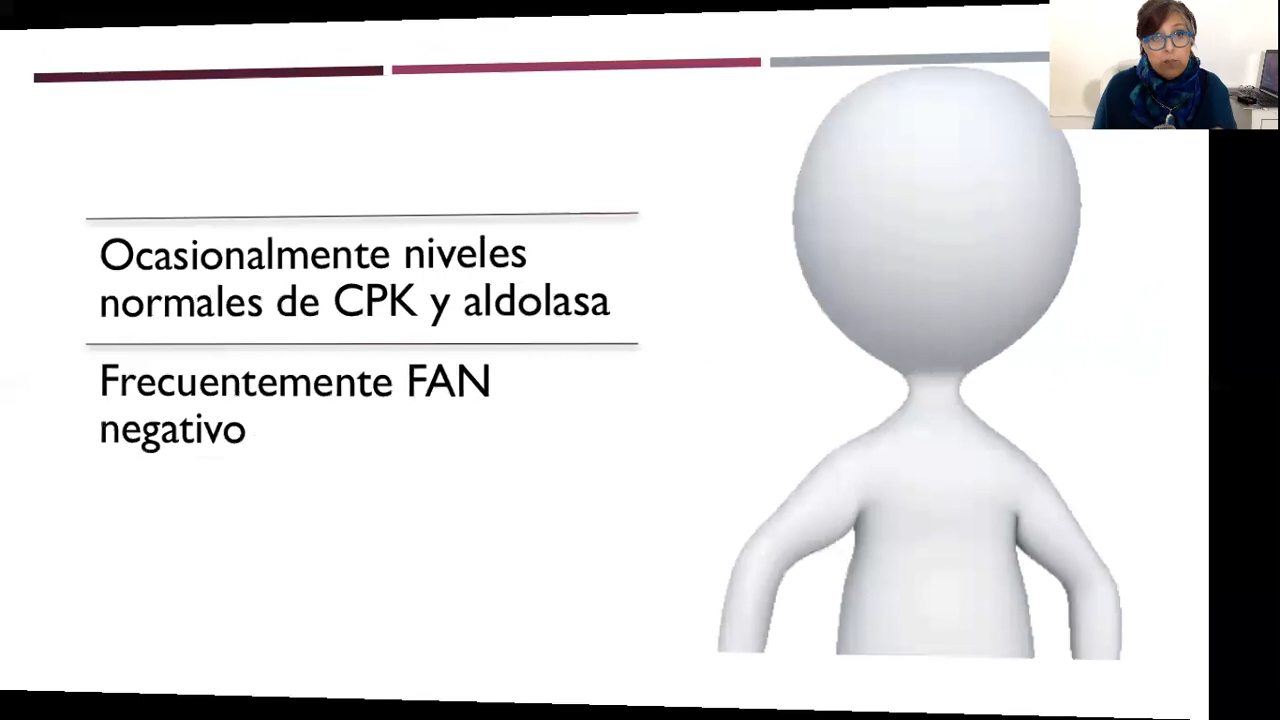 Ocasionalmente niveles
normales de CPK y aldolasa
Frecuentemente FAN
negativo